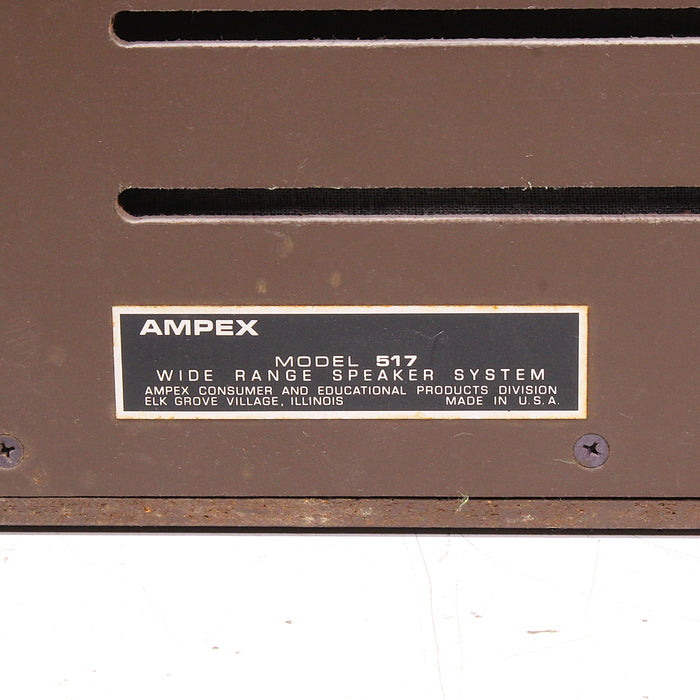 AMPEX
MODEL 517
WIDE RANGE SPEAKER SYSTEM
AMPEX CONSUMER AND EDUCATIONAL PRODUCTS DIVISION
ELK GROVE VILLAGE, ILLINOIS MADE IN U.S.A.